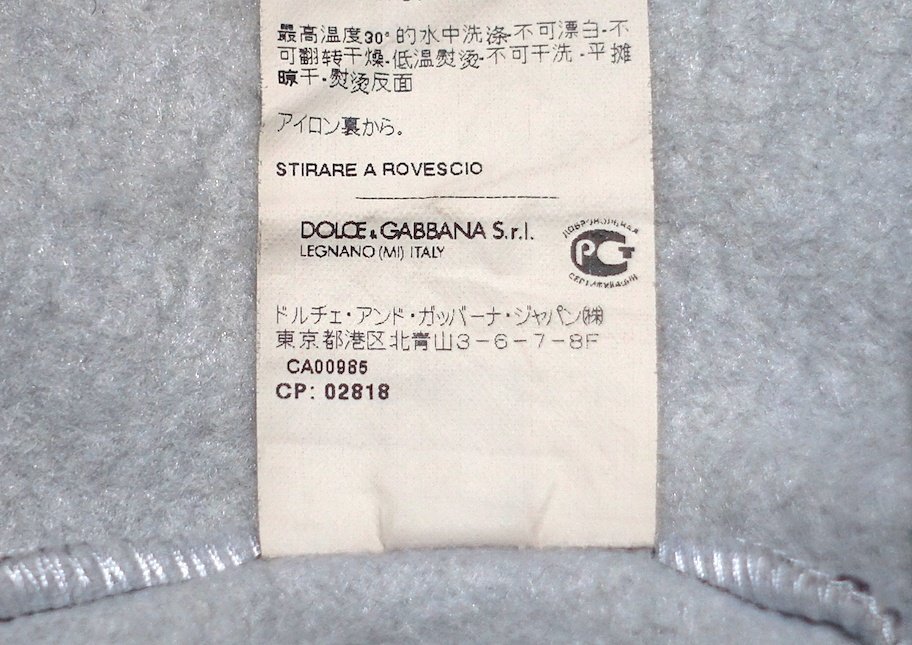 最高温度30°的水中洗涤-不可漂白-不
可翻转干燥-低温熨烫-不可干洗-平摊
晾干-熨烫反面
アイロン裏から。
STIRARE A ROVESCIO
DOLCE & GABBANA S.r.l.
LEGNANO (MI) ITALY
ДОБРОВОЛЬНАЯ
РСТ
СЕРТИФИКАЦИЯ
ドルチェ・アンド・ガッバーナ・ジャパン㈱
東京都港区北青山3-6-7-8F
CA00985
CP: 02818